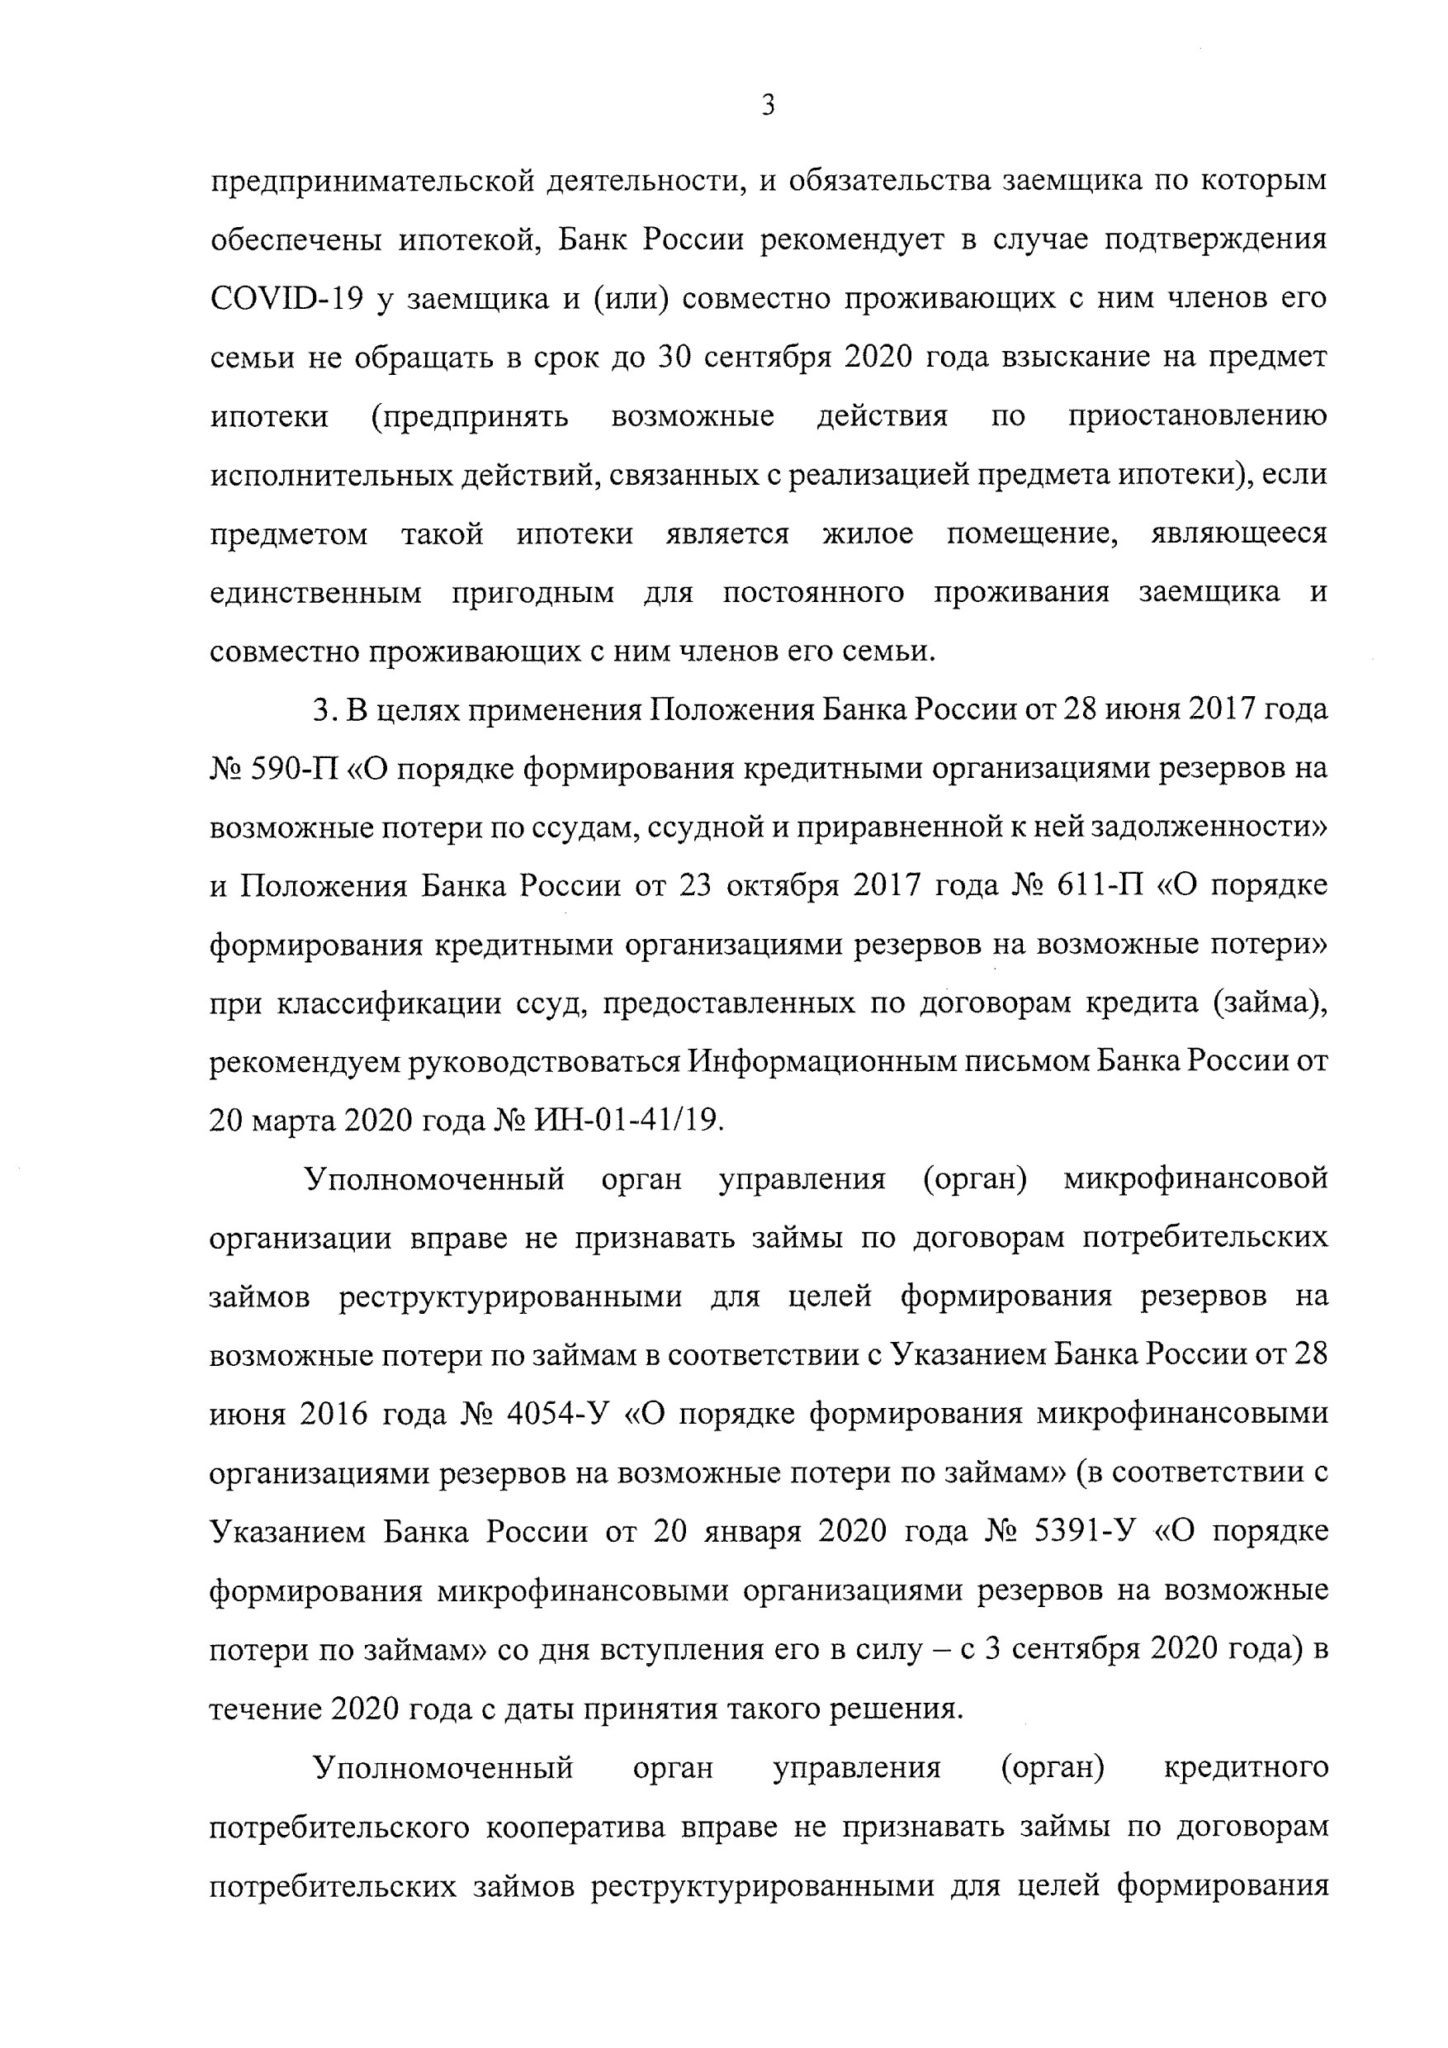 3
предпринимательской деятельности, и обязательства заемщика по которым
обеспечены ипотекой, Банк России рекомендует в случае подтверждения
COVID-19 у заемщика и (или) совместно проживающих с ним членов его
семьи не обращать в срок до 30 сентября 2020 года взыскание на предмет
ипотеки (предпринять возможные действия по приостановлению
исполнительных действий, связанных с реализацией предмета ипотеки), если
предметом такой ипотеки является жилое помещение, являющееся
единственным пригодным для постоянного проживания заемщика и
совместно проживающих с ним членов его семьи.
3. В целях применения Положения Банка России от 28 июня 2017 года
№ 590-П «О порядке формирования кредитными организациями резервов на
возможные потери по ссудам, ссудной и приравненной к ней задолженности»
и Положения Банка России от 23 октября 2017 года № 611-П «О порядке
формирования кредитными организациями резервов на возможные потери»
при классификации ссуд, предоставленных по договорам кредита (займа),
рекомендуем руководствоваться Информационным письмом Банка России от
20 марта 2020 года № ИН-01-41/19.
Уполномоченный орган управления (орган) микрофинансовой
организации вправе не признавать займы по договорам потребительских
займов реструктурированными для целей формирования резервов на
возможные потери по займам в соответствии с Указанием Банка России от 28
июня 2016 года № 4054-У «О порядке формирования микрофинансовыми
организациями резервов на возможные потери по займам» (в соответствии с
Указанием Банка России от 20 января 2020 года № 5391-У «О порядке
формирования микрофинансовыми организациями резервов на возможные
потери по займам» со дня вступления его в силу – с 3 сентября 2020 года) в
течение 2020 года с даты принятия такого решения.
Уполномоченный орган управления (орган) кредитного
потребительского кооператива вправе не признавать займы по договорам
потребительских займов реструктурированными для целей формирования